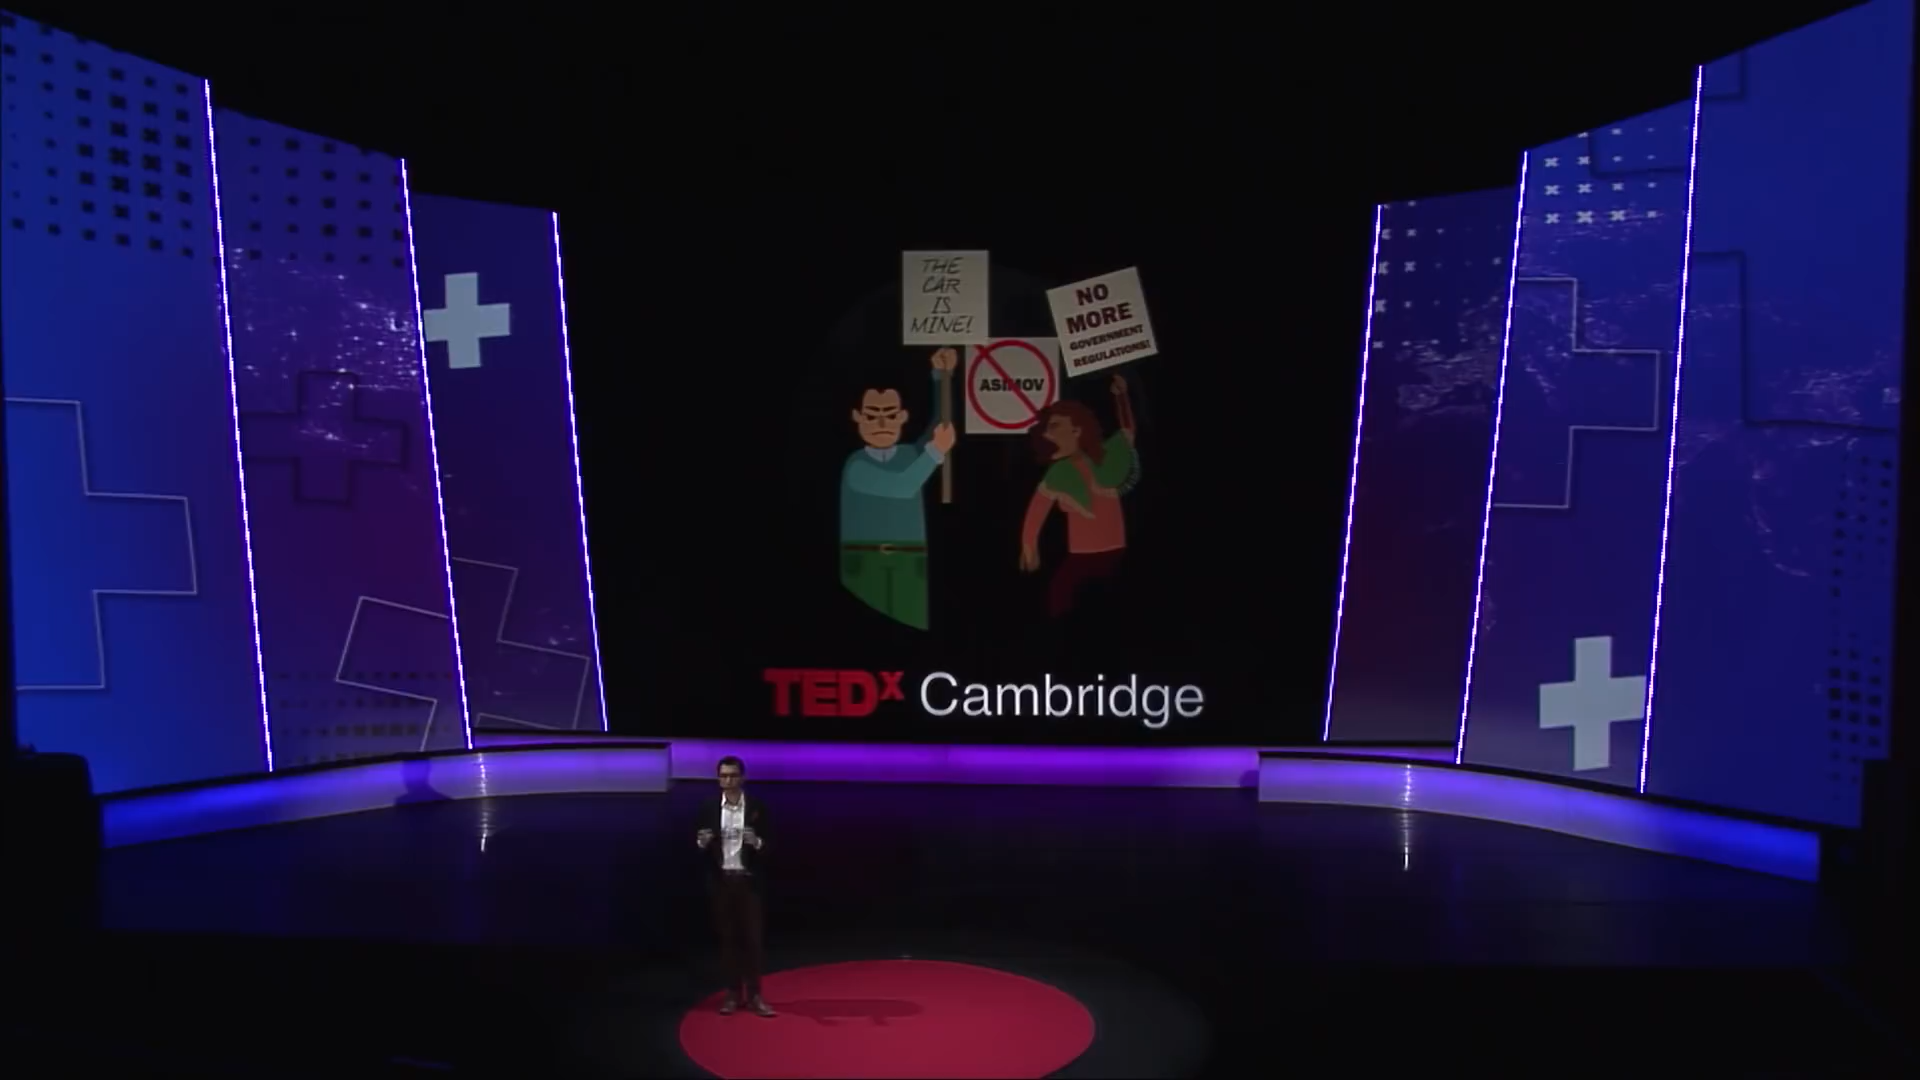 THE
CAR
IS
MINE!
NO
MORE
GOVERNMENT
REGULATIONS!
ASIMOV
TEDx Cambridge